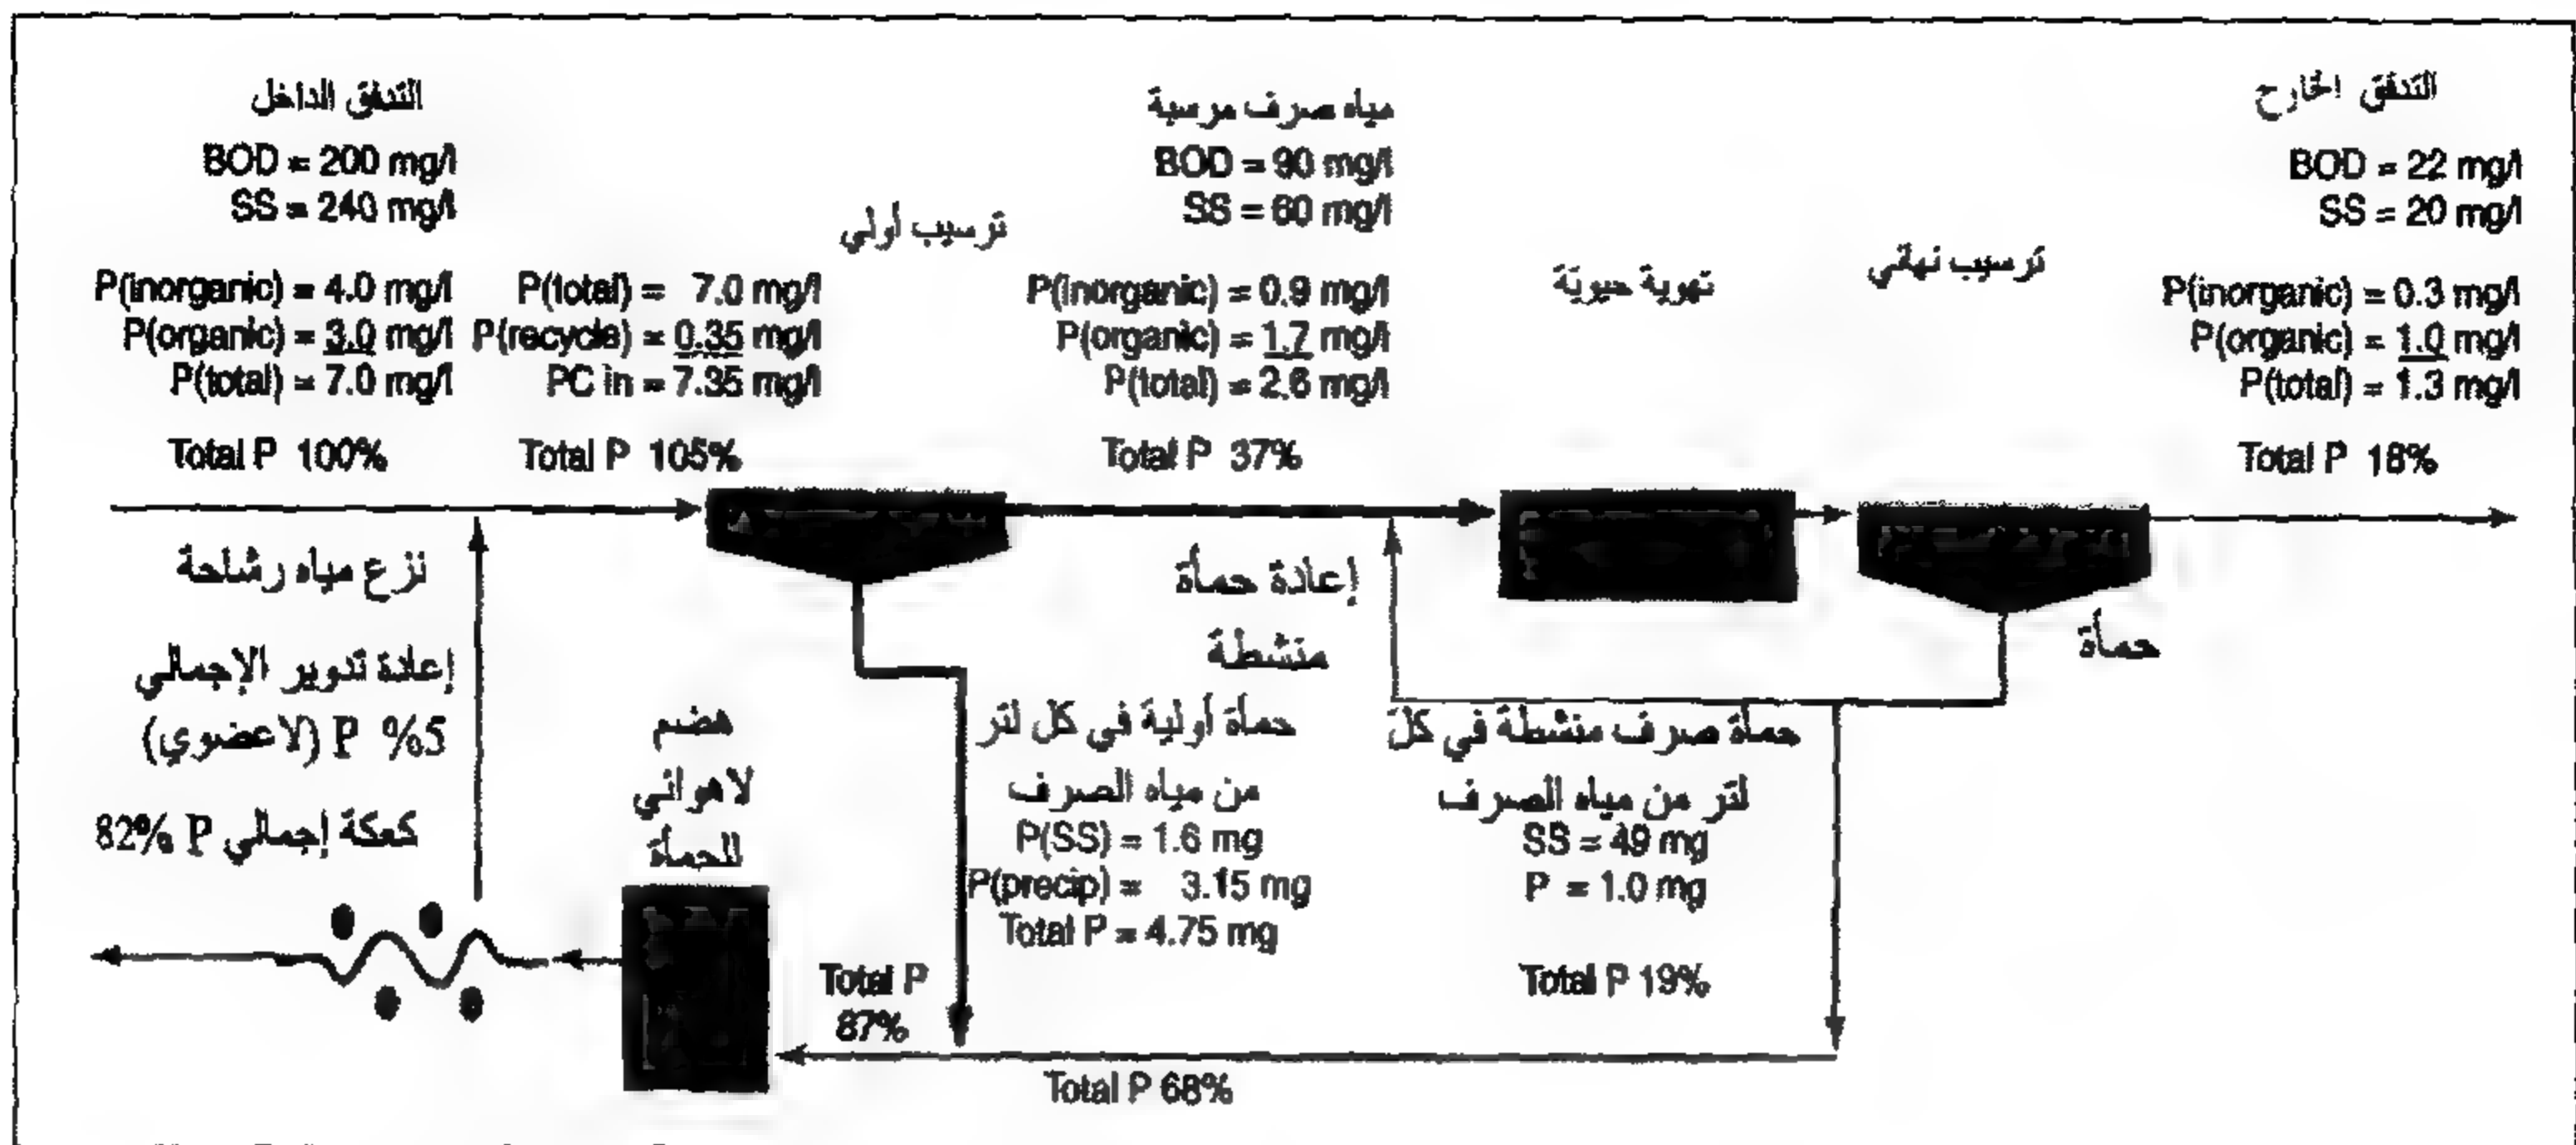 التدفق الداخل
BOD = 200 mg/l
SS = 240 mg/l
P(inorganic) = 4.0 mg/l
P(organic) = 3.0 mg/l
P(total) = 7.0 mg/l
Total P 100%
P(total) = 7.0 mg/l
P(recycle) = 0.35 mg/l
PC in = 7.35 mg/l
Total P 105%
ترسيب أولي
مياه صرف مرسبة
BOD = 90 mg/l
SS = 60 mg/l
P(inorganic) = 0.9 mg/l
P(organic) = 1.7 mg/l
P(total) = 2.6 mg/l
Total P 37%
تهوية حيوية
ترسيب نهائي
التدفق الخارج
BOD = 22 mg/l
SS = 20 mg/l
P(inorganic) = 0.3 mg/l
P(organic) = 1.0 mg/l
P(total) = 1.3 mg/l
Total P 18%
نزع مياه رشاحة
إعادة تدوير الإجمالي
5% P (لاعضوي)
كعكة إجمالي P 82%
هضم
لاهوائي
للحمأة
إعادة حمأة
منشطة
حمأة
حمأة أولية في كل لتر
من مياه الصرف
P(SS) = 1.6 mg
P(precip) = 3.15 mg
Total P = 4.75 mg
حمأة صرف منشطة في كل
لتر من مياه الصرف
SS = 49 mg
P = 1.0 mg
Total P 19%
Total P
87%
Total P 68%